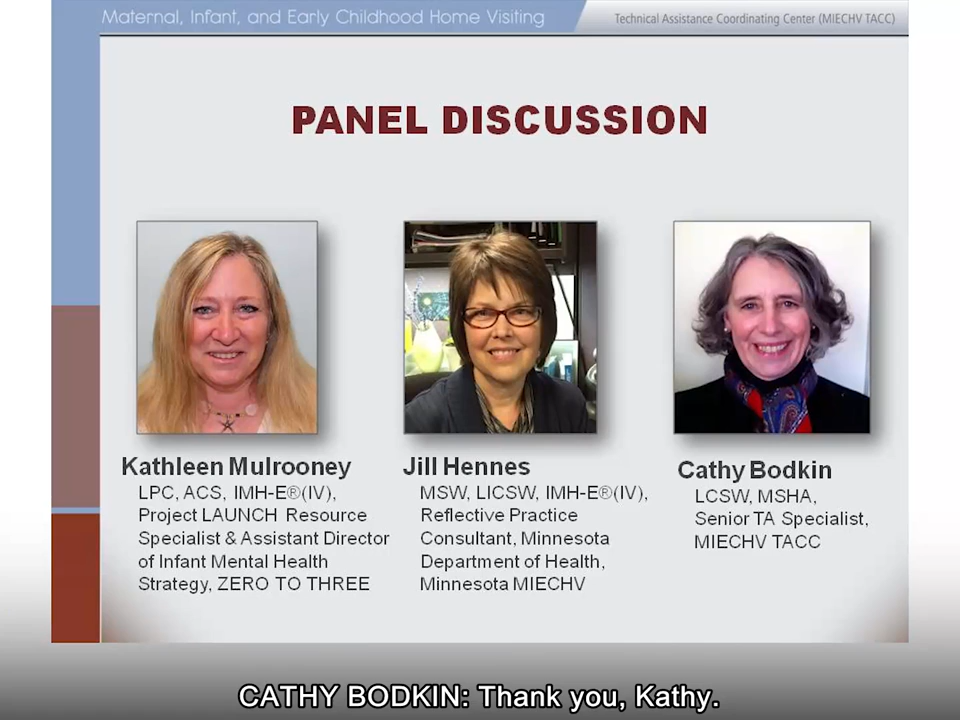 Maternal, Infant, and Early Childhood Home Visiting
Technical Assistance Coordinating Center (MIECHV TACC)
PANEL DISCUSSION
Kathleen Mulrooney
LPC, ACS, IMH-E®(IV),
Project LAUNCH Resource
Specialist & Assistant Director
of Infant Mental Health
Strategy, ZERO TO THREE
Jill Hennes
MSW, LICSW, IMH-E®(IV),
Reflective Practice
Consultant, Minnesota
Department of Health,
Minnesota MIECHV
Cathy Bodkin
LCSW, MSHA,
Senior TA Specialist,
MIECHV TACC
CATHY BODKIN: Thank you, Kathy.